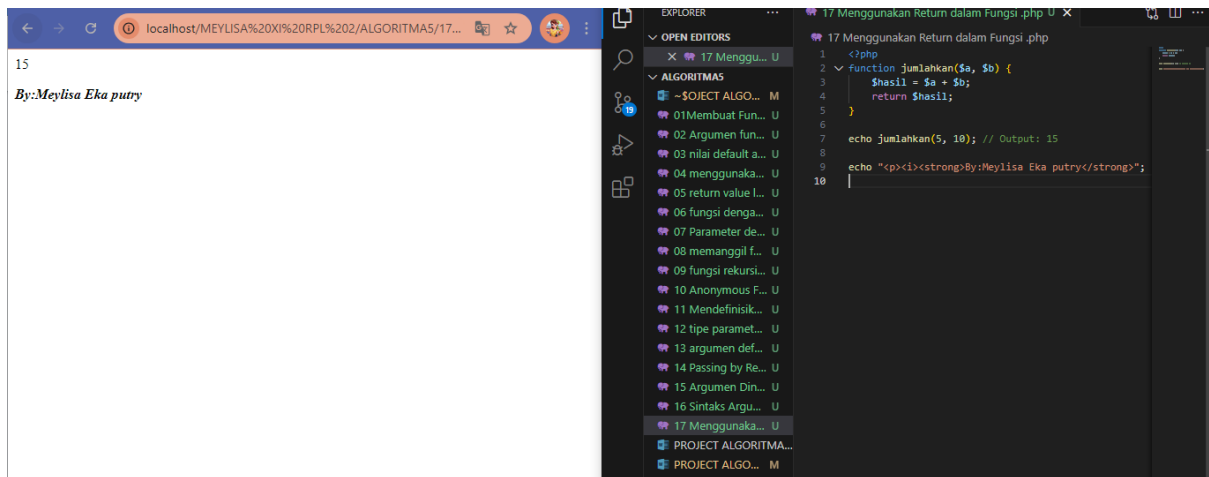 localhost/MEYLISA%20XI%20RPL%202/ALGORITMA5/17...
15
By:Meylisa Eka putry
EXPLORER
OPEN EDITORS
17 Menggu... U
ALGORITMA5
~$OJECT ALGO... M
01Membuat Fun... U
02 Argumen fun... U
03 nilai default a... U
04 menggunaka... U
05 return value l... U
06 fungsi denga... U
07 Parameter de... U
08 memanggil f... U
09 fungsi rekursi... U
10 Anonymous F... U
11 Mendefinisik... U
12 tipe paramet... U
13 argumen def... U
14 Passing by Re... U
15 Argumen Din... U
16 Sintaks Argu... U
17 Menggunaka... U
PROJECT ALGORITMA...
PROJECT ALGO... M
19
17 Menggunakan Return dalam Fungsi .php U
17 Menggunakan Return dalam Fungsi .php
1 <?php
2 function jumlahkan($a, $b) {
3 $hasil = $a + $b;
4 return $hasil;
5 }
6
7 echo jumlahkan(5, 10); // Output: 15
8
9 echo "<p><i><strong>By:Meylisa Eka putry</strong>";
10